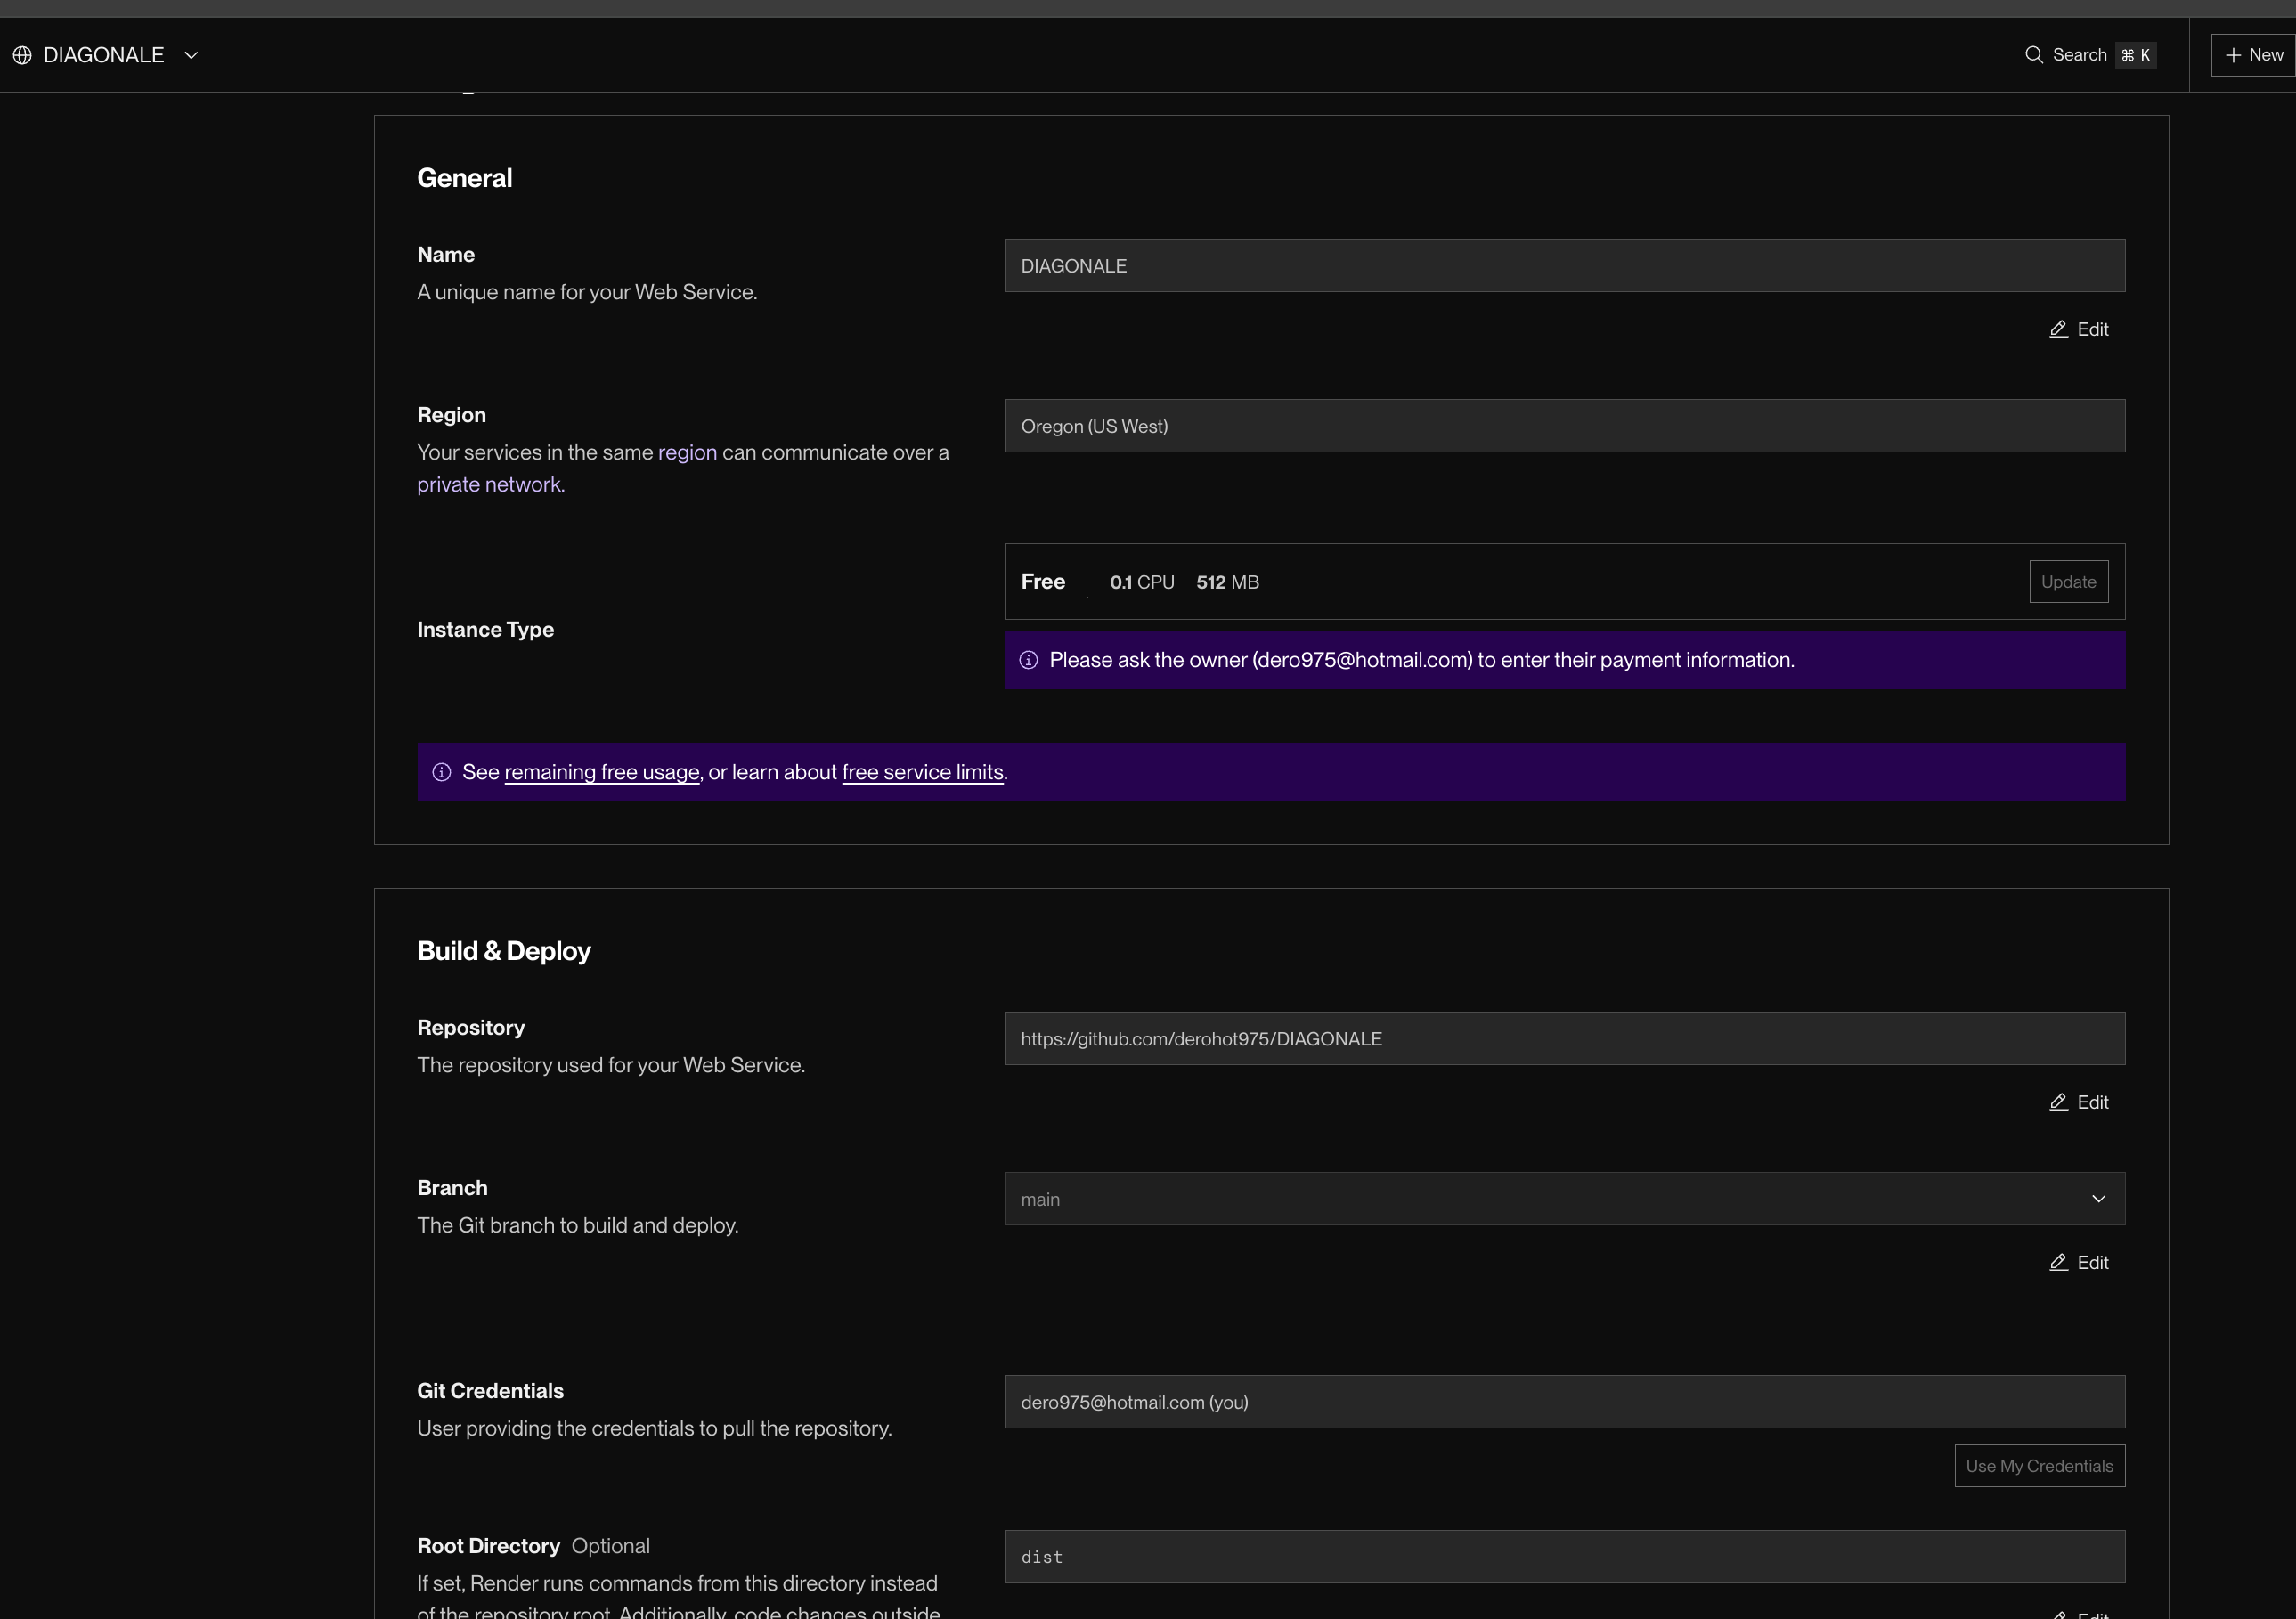 DIAGONALE
Search ⌘ K
+ New
General
Name
A unique name for your Web Service.
DIAGONALE
Edit
Region
Your services in the same region can communicate over a
private network.
Oregon (US West)
Instance Type
Free 0.1 CPU 512 MB
Update
Please ask the owner (dero975@hotmail.com) to enter their payment information.
See remaining free usage, or learn about free service limits.
Build & Deploy
Repository
The repository used for your Web Service.
https://github.com/derohot975/DIAGONALE
Edit
Branch
The Git branch to build and deploy.
main
Edit
Git Credentials
User providing the credentials to pull the repository.
dero975@hotmail.com (you)
Use My Credentials
Root Directory Optional
If set, Render runs commands from this directory instead
of the repository root. Additionally, code changes outside
dist
Edit